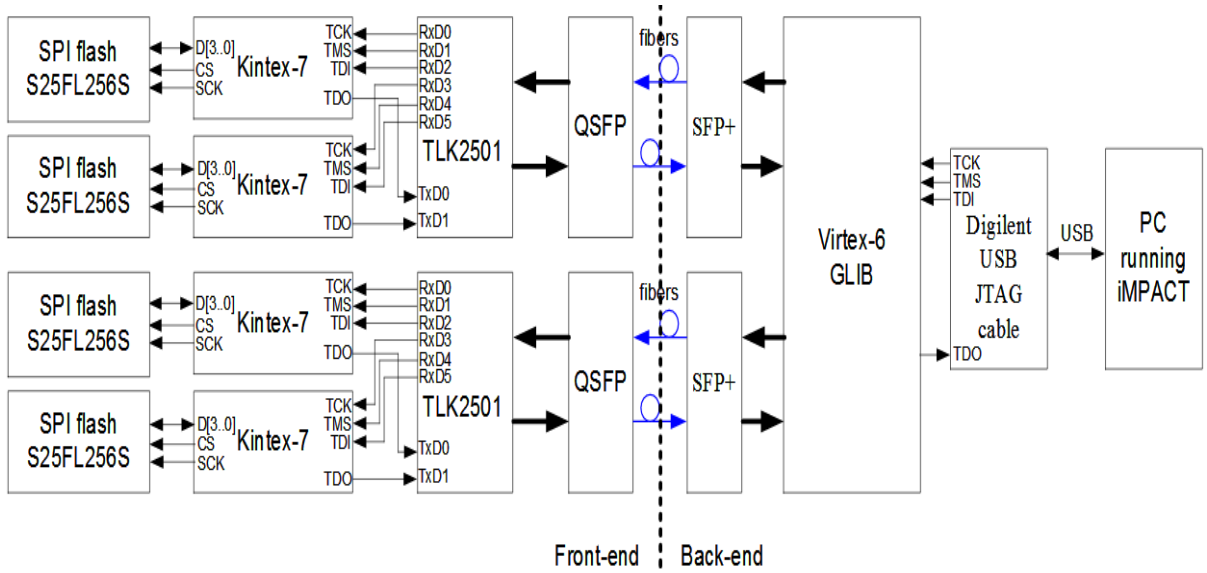 SPI flash
S25FL256S
D[3..0]
CS
SCK
Kintex-7
TCK
TMS
TDI
TDO
RxD0
RxD1
RxD2
RxD3
RxD4
RxD5
TLK2501
TxD0
TxD1
SPI flash
S25FL256S
D[3..0]
CS
SCK
Kintex-7
TCK
TMS
TDI
TDO
QSFP
fibers
SFP+
SPI flash
S25FL256S
D[3..0]
CS
SCK
Kintex-7
TCK
TMS
TDI
TDO
RxD0
RxD1
RxD2
RxD3
RxD4
RxD5
TLK2501
TxD0
TxD1
SPI flash
S25FL256S
D[3..0]
CS
SCK
Kintex-7
TCK
TMS
TDI
TDO
QSFP
fibers
SFP+
Virtex-6
GLIB
TCK
TMS
TDI
Digilent
USB
JTAG
cable
TDO
USB
PC
running
iMPACT
Front-end
Back-end